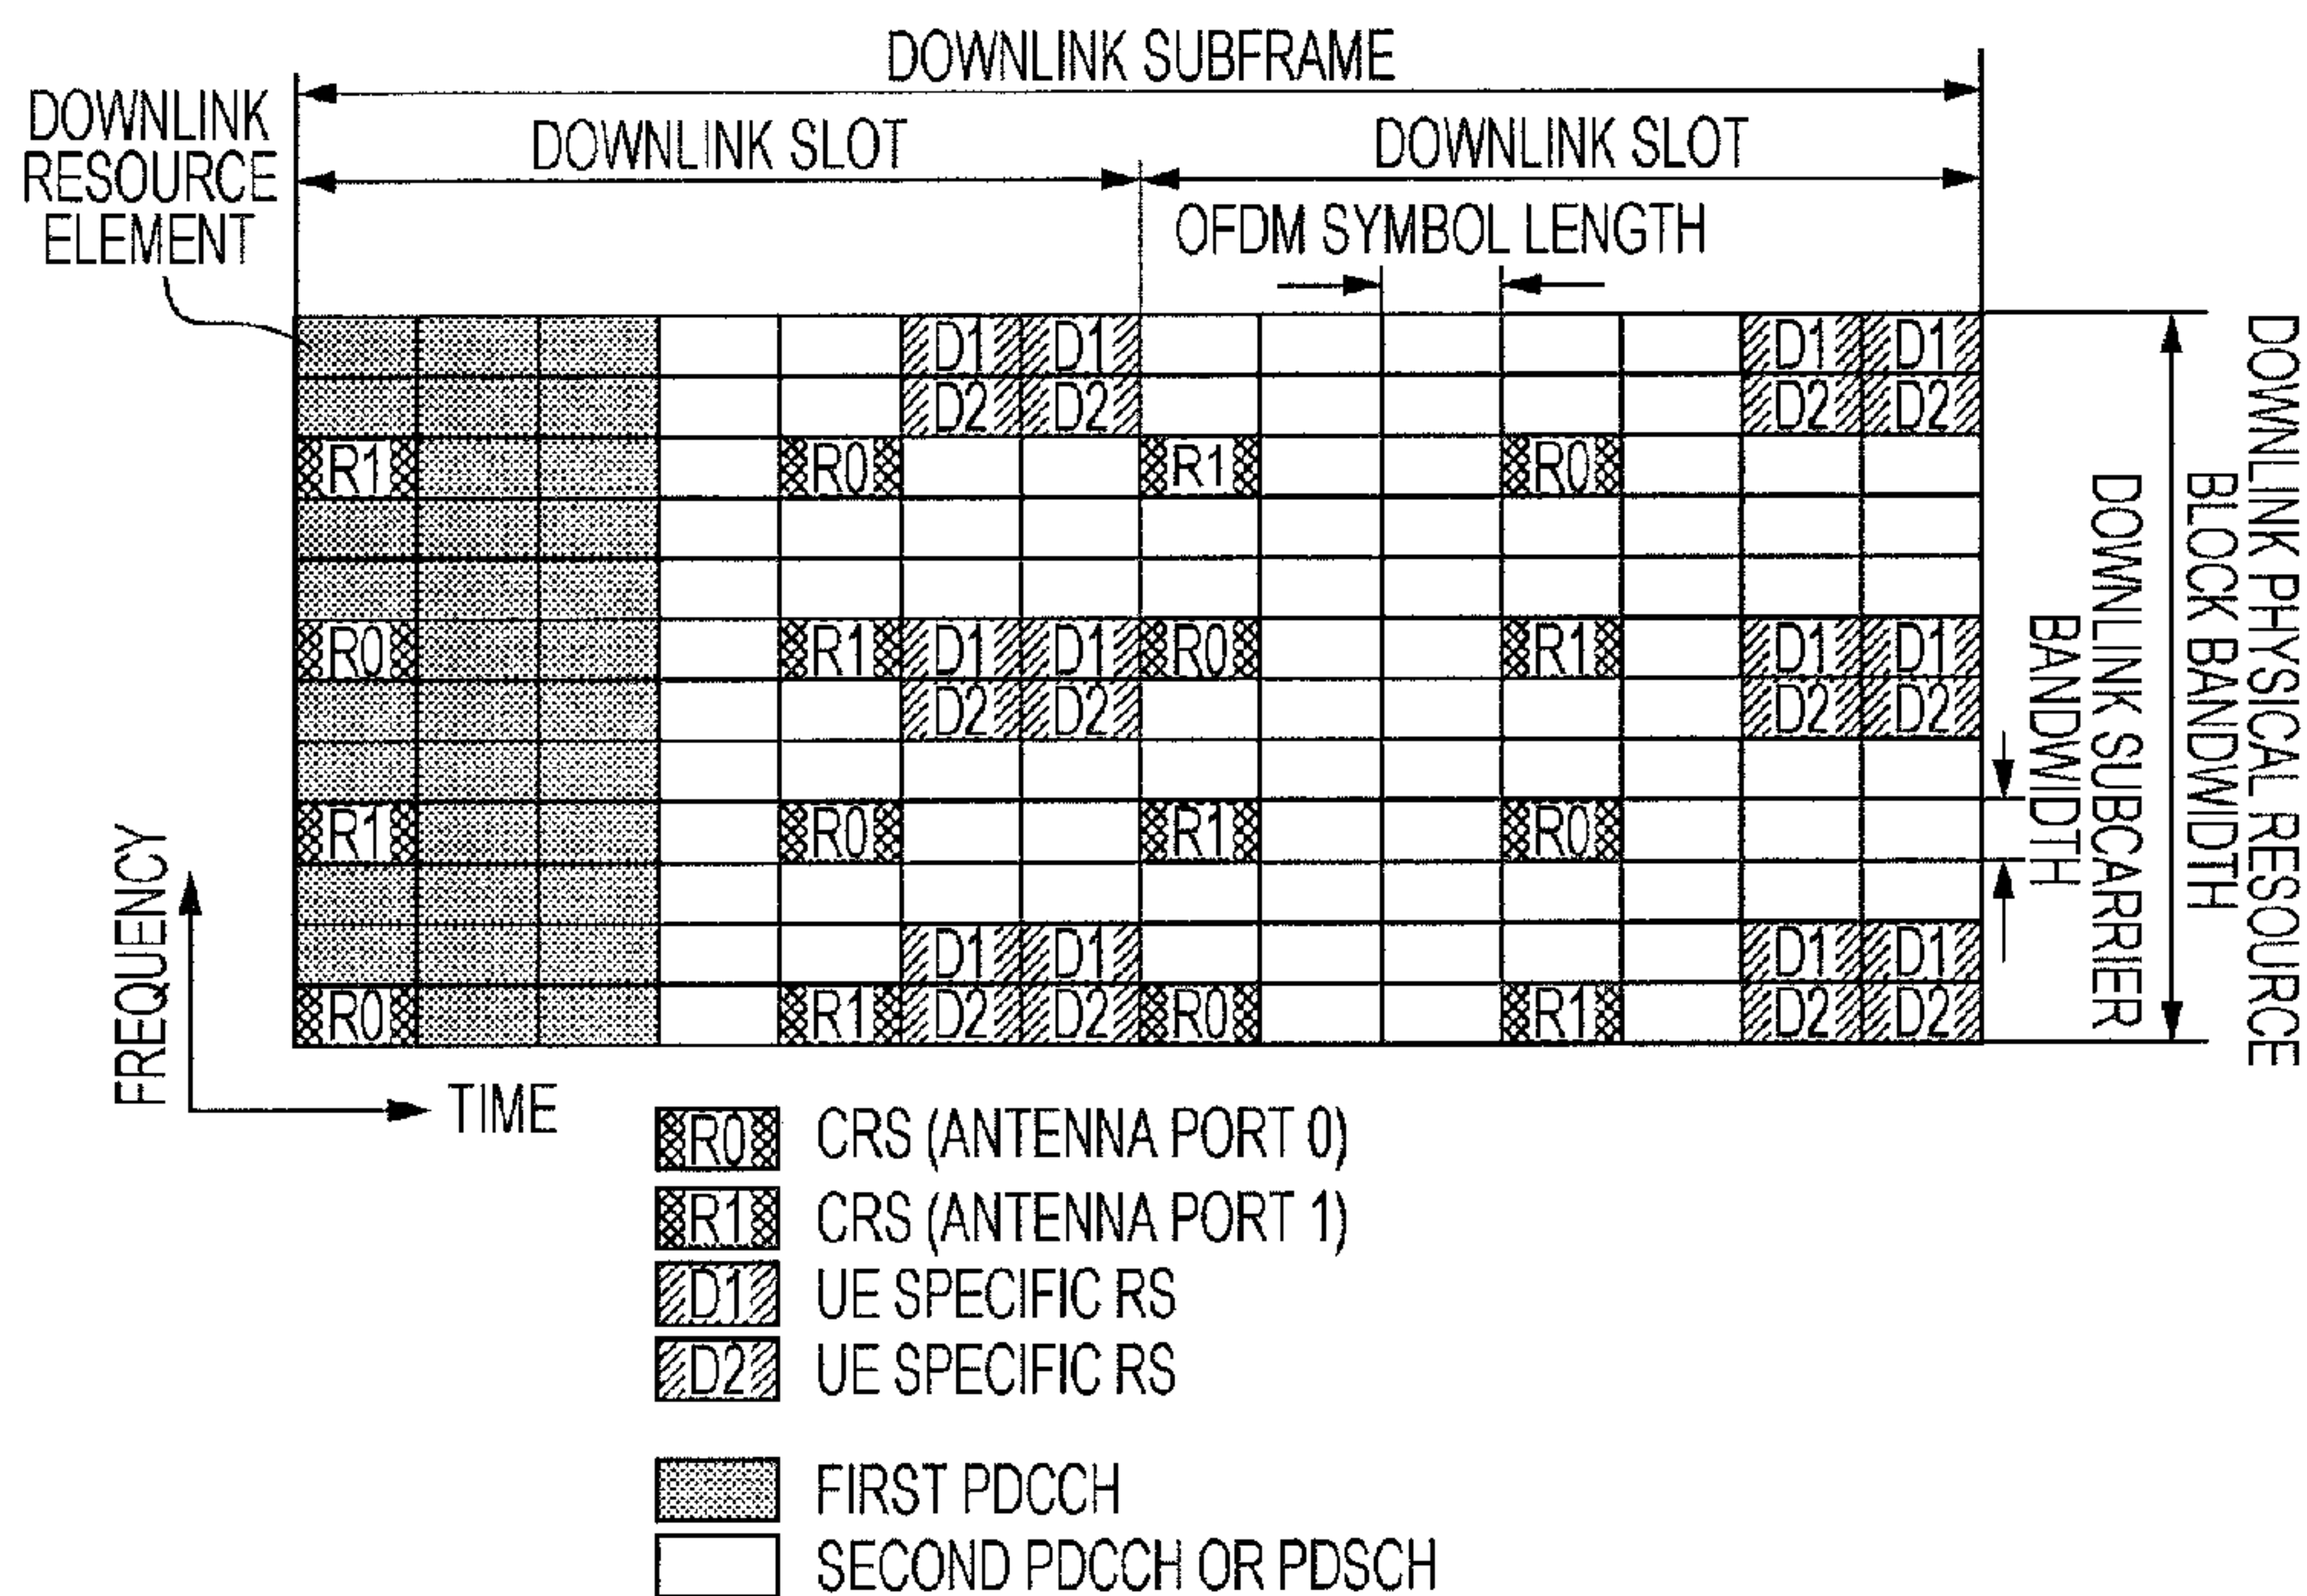 DOWNLINK SUBFRAME
DOWNLINK
RESOURCE
ELEMENT
DOWNLINK SLOT
DOWNLINK SLOT
OFDM SYMBOL LENGTH
D1 D1 D1 D1
D2 D2 D2 D2
R1 R0 R1 R0
R0 R1 D1 D1 R0 R1 D1 D1
D2 D2 D2 D2
R1 R0 R1 R0
D1 D1 D1 D1
R0 R1 D2 D2 R0 R1 D2 D2
DOWNLINK PHYSICAL RESOURCE
BLOCK BANDWIDTH
DOWNLINK SUBCARRIER
BANDWIDTH
FREQUENCY
TIME
R0 CRS (ANTENNA PORT 0)
R1 CRS (ANTENNA PORT 1)
D1 UE SPECIFIC RS
D2 UE SPECIFIC RS
FIRST PDCCH
SECOND PDCCH OR PDSCH